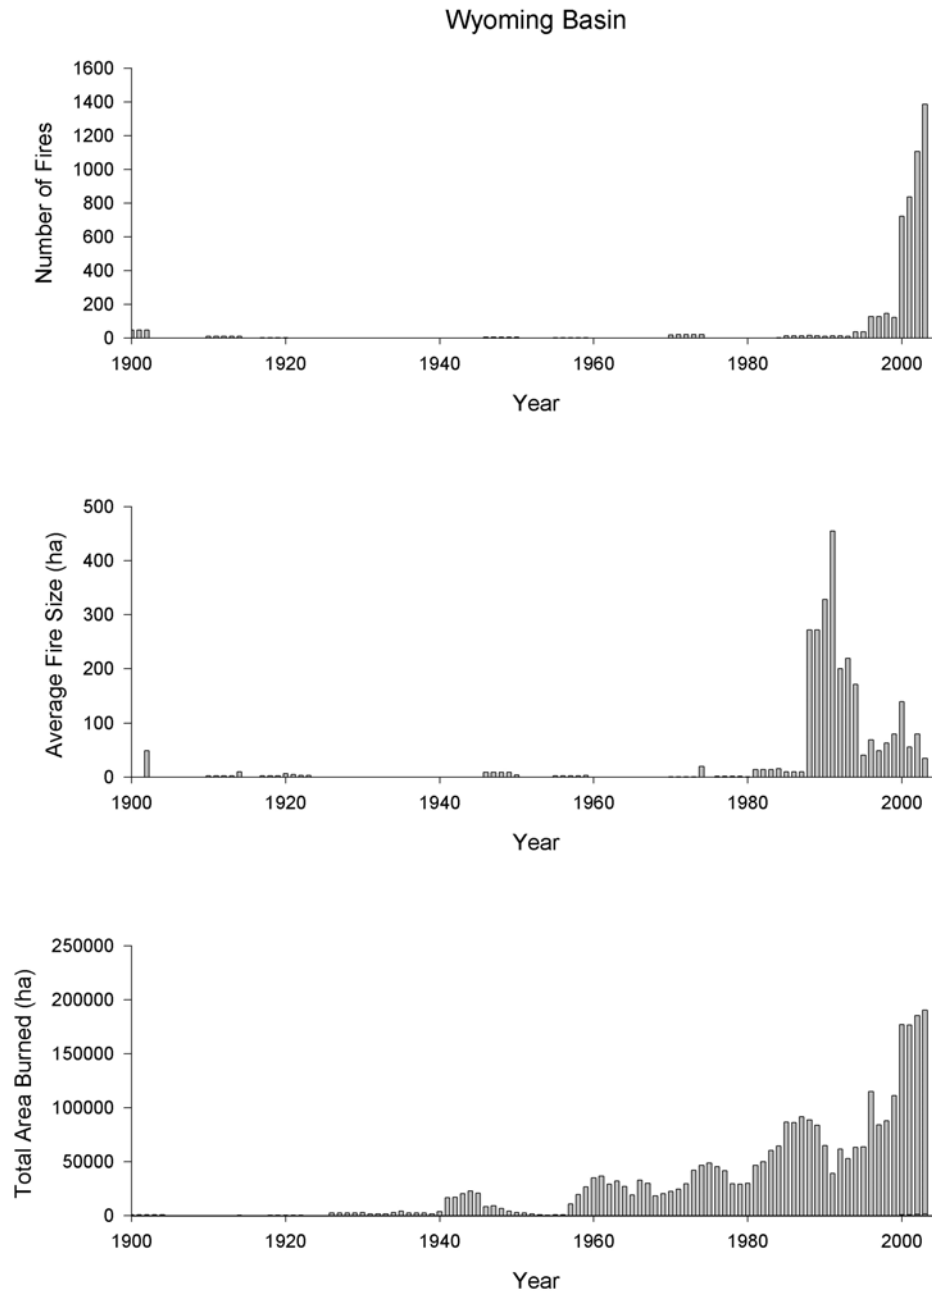 Wyoming Basin
Number of Fires
1600
1400
1200
1000
800
600
400
200
0
1900 1920 1940 1960 1980 2000
Year
Average Fire Size (ha)
500
400
300
200
100
0
1900 1920 1940 1960 1980 2000
Year
Total Area Burned (ha)
250000
200000
150000
100000
50000
0
1900 1920 1940 1960 1980 2000
Year